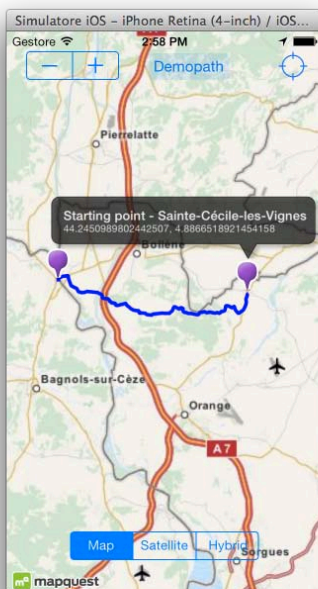 Simulatore iOS - iPhone Retina (4-inch) / iOS...
Gestore 2:58 PM
− + Demopath
Pierrelatte
Starting point - Sainte-Cécile-les-Vignes
44.2450989802442507, 4.8866518921454158
Bollène
Bagnols-sur-Cèze
Orange
A 7
Map Satellite Hybrid
Sorgues
mapquest